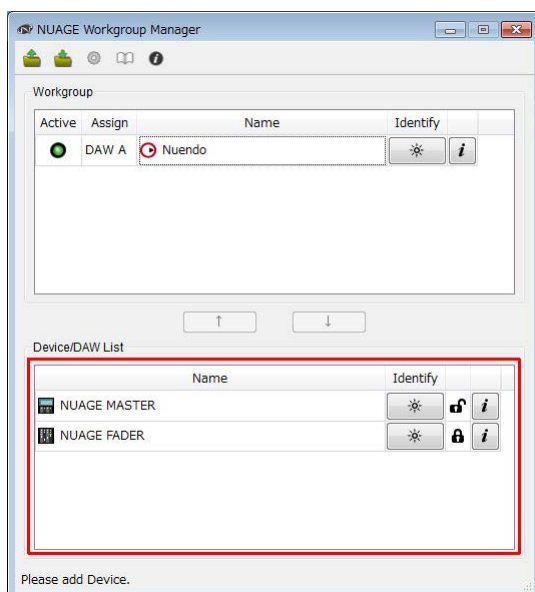 NUAGE Workgroup Manager
Workgroup
Active Assign Name Identify
DAW A Nuendo i
↑ ↓
Device/DAW List
Name Identify
NUAGE MASTER i
NUAGE FADER i
Please add Device.